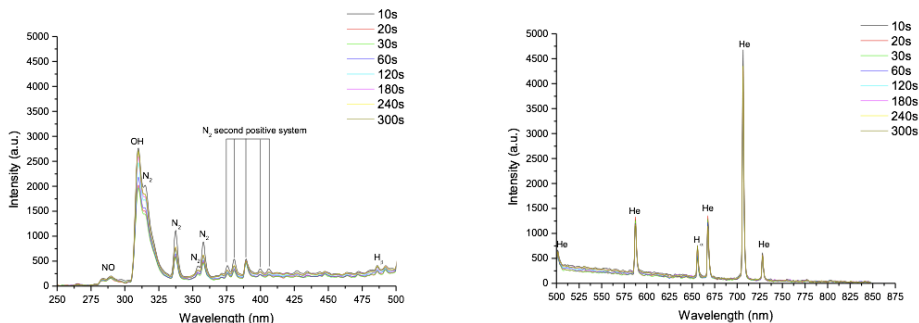 10s
20s
30s
60s
120s
180s
240s
300s
5000
4500
4000
3500
3000
2500
2000
1500
1000
500
0
Intensity (a.u.)
OH
N2
N2 second positive system
N2
N2
N2
NO
250 275 300 325 350 375 400 425 450 475 500
Wavelength (nm)
10s
20s
30s
60s
120s
180s
240s
300s
5000
4500
4000
3500
3000
2500
2000
1500
1000
500
0
Intensity (a.u.)
He
He
He
He
He
500 525 550 575 600 625 650 675 700 725 750 775 800 825 850 875
Wavelength (nm)